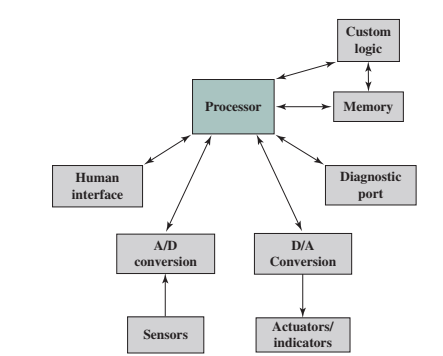 Custom
logic
Processor
Memory
Human
interface
Diagnostic
port
A/D
conversion
D/A
Conversion
Sensors
Actuators/
indicators